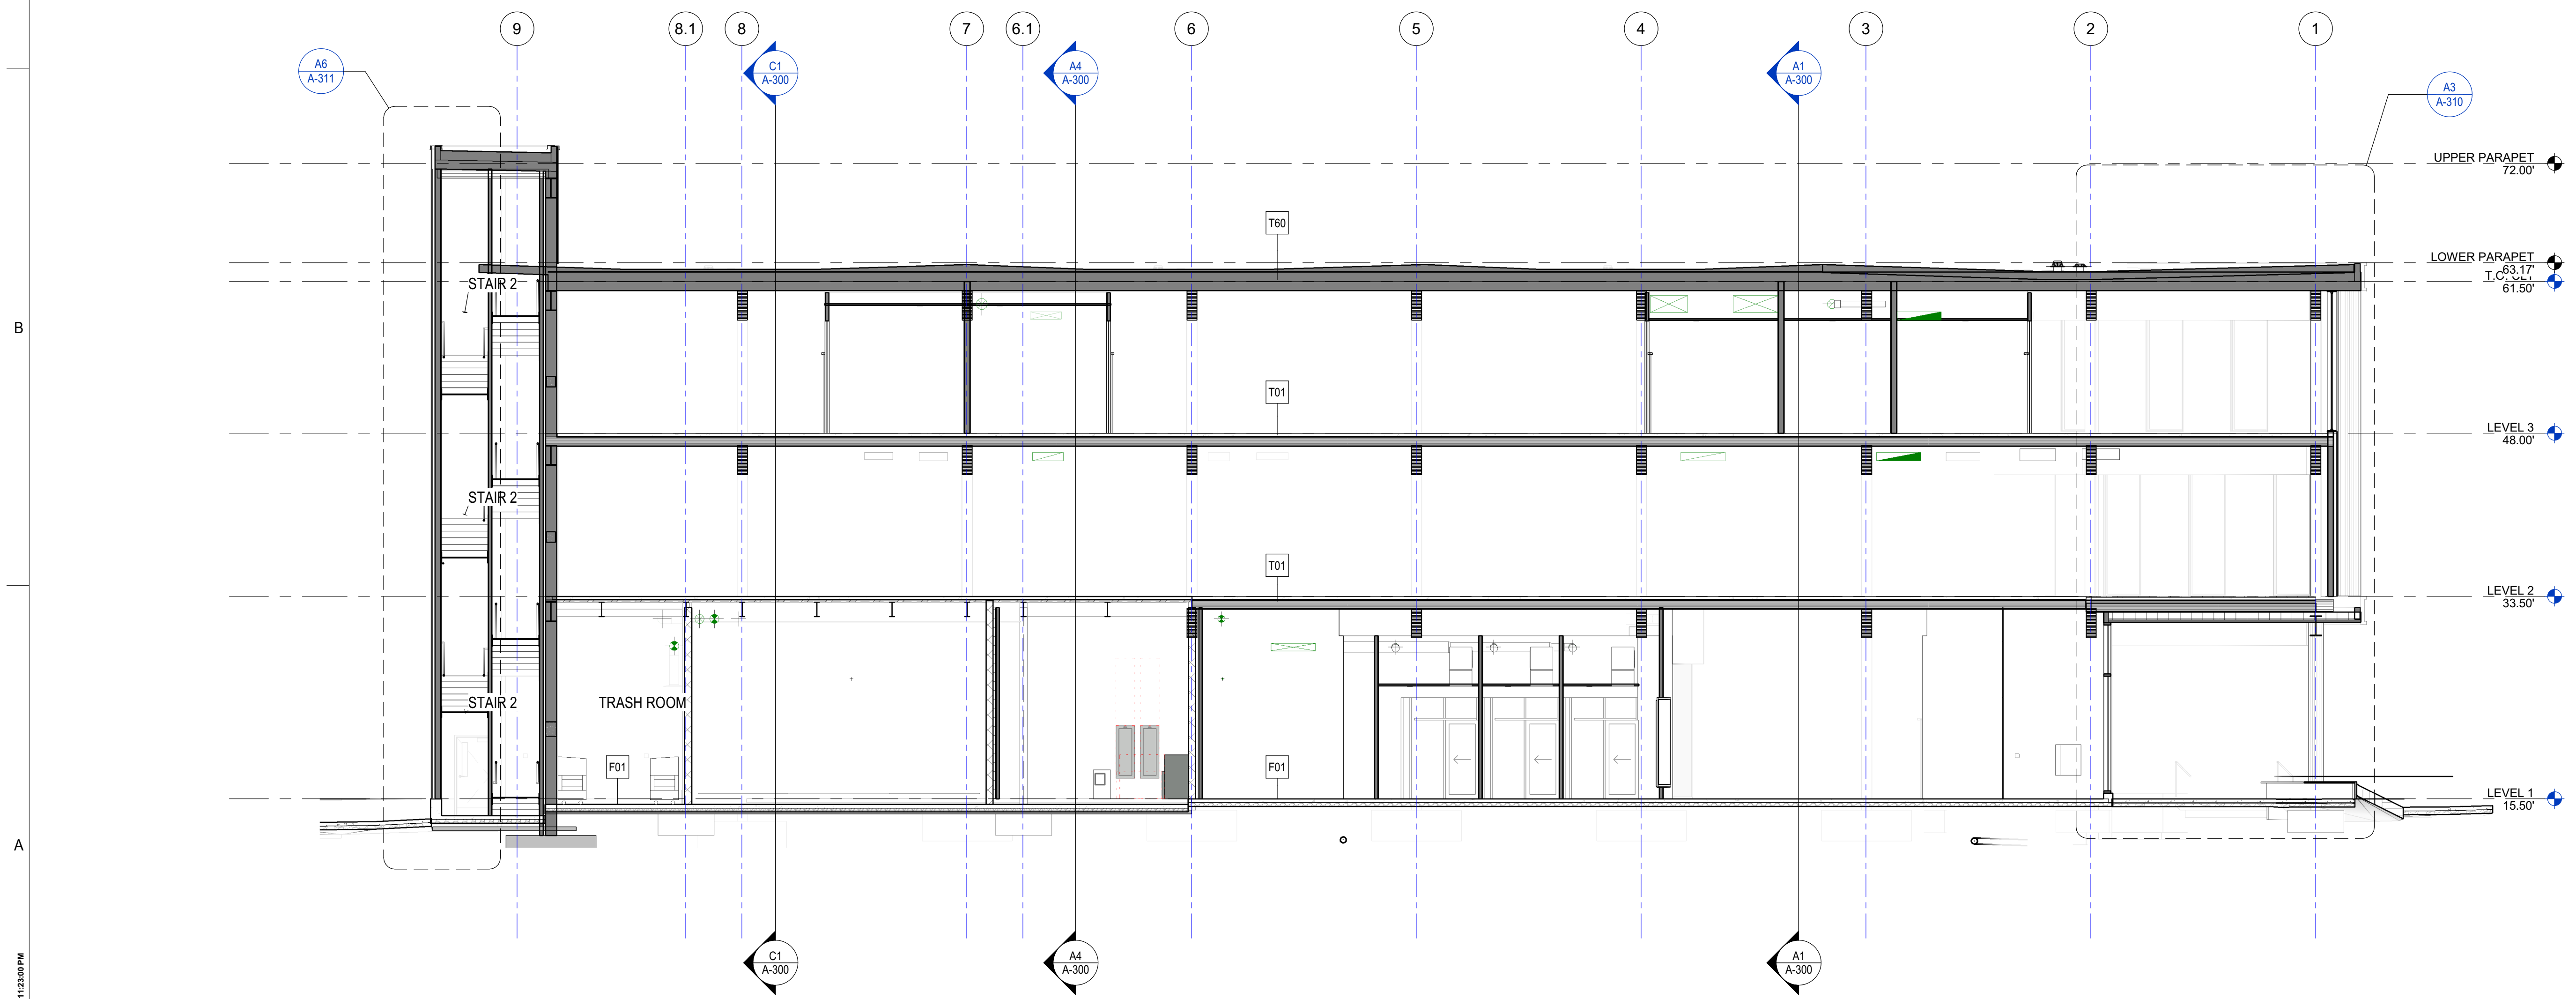 9
8.1
8
7
6.1
6
5
4
3
2
1
A6
A-311
C1
A-300
A4
A-300
A1
A-300
A3
A-310
UPPER PARAPET
72.00'
T60
LOWER PARAPET
63.17'
61.50'
STAIR 2
B
T01
LEVEL 3
48.00'
STAIR 2
T01
LEVEL 2
33.50'
STAIR 2
TRASH ROOM
F01
F01
LEVEL 1
15.50'
A
C1
A-300
A4
A-300
A1
A-300
11:23:00 PM